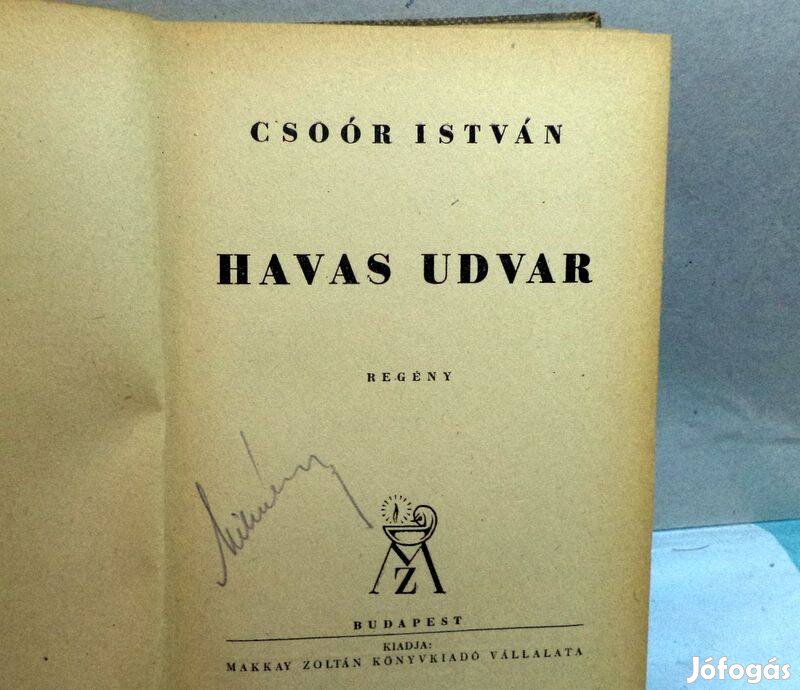 CSOÓR ISTVÁN
HAVAS UDVAR
REGÉNY
MZ
BUDAPEST
KIADJA:
MAKKAY ZOLTÁN KÖNYVKIADÓ VÁLLALATA
Jófogás